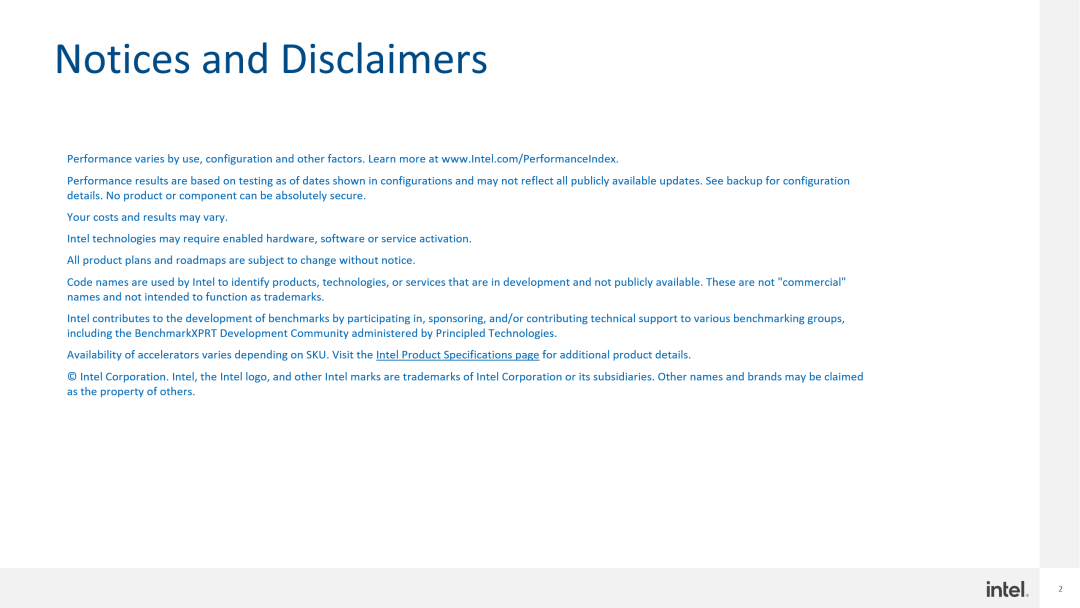 Notices and Disclaimers
Performance varies by use, configuration and other factors. Learn more at www.Intel.com/PerformanceIndex.
Performance results are based on testing as of dates shown in configurations and may not reflect all publicly available updates. See backup for configuration
details. No product or component can be absolutely secure.
Your costs and results may vary.
Intel technologies may require enabled hardware, software or service activation.
All product plans and roadmaps are subject to change without notice.
Code names are used by Intel to identify products, technologies, or services that are in development and not publicly available. These are not "commercial"
names and not intended to function as trademarks.
Intel contributes to the development of benchmarks by participating in, sponsoring, and/or contributing technical support to various benchmarking groups,
including the BenchmarkXPRT Development Community administered by Principled Technologies.
Availability of accelerators varies depending on SKU. Visit the Intel Product Specifications page for additional product details.
© Intel Corporation. Intel, the Intel logo, and other Intel marks are trademarks of Intel Corporation or its subsidiaries. Other names and brands may be claimed
as the property of others.
intel.
2